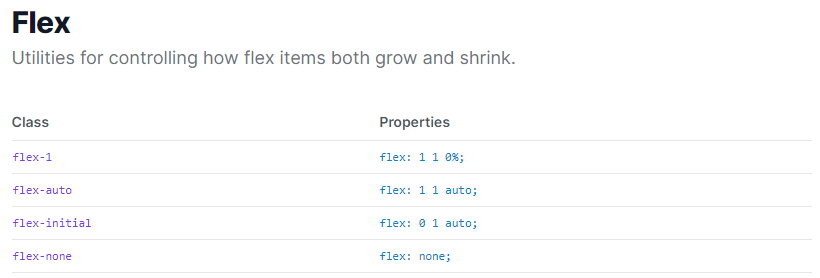 Flex
Utilities for controlling how flex items both grow and shrink.
Class Properties
flex-1 flex: 1 1 0%;
flex-auto flex: 1 1 auto;
flex-initial flex: 0 1 auto;
flex-none flex: none;